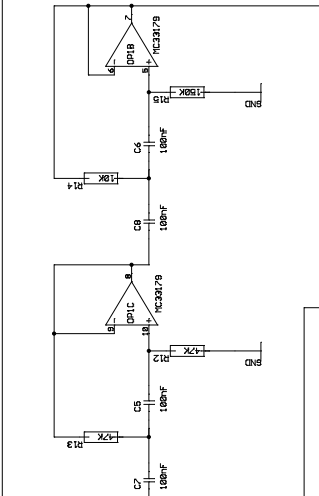 7
MC33179
OP1B
6
5
-
+
R15
150K
GND
C6
100nF
R14
10K
C8
100nF
8
MC33179
OP1C
9
10
-
+
R12
47K
GND
C5
100nF
R13
47K
C7
100nF